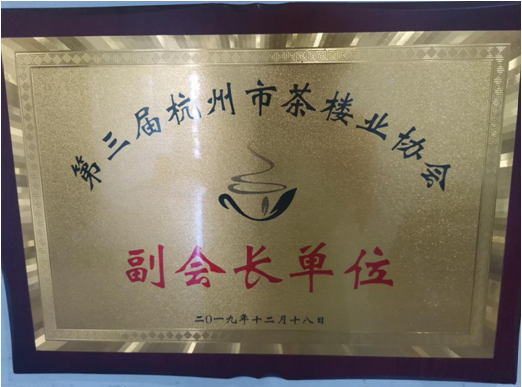 第三届杭州市茶楼业协会
副会长单位
二0一九年十二月十八日